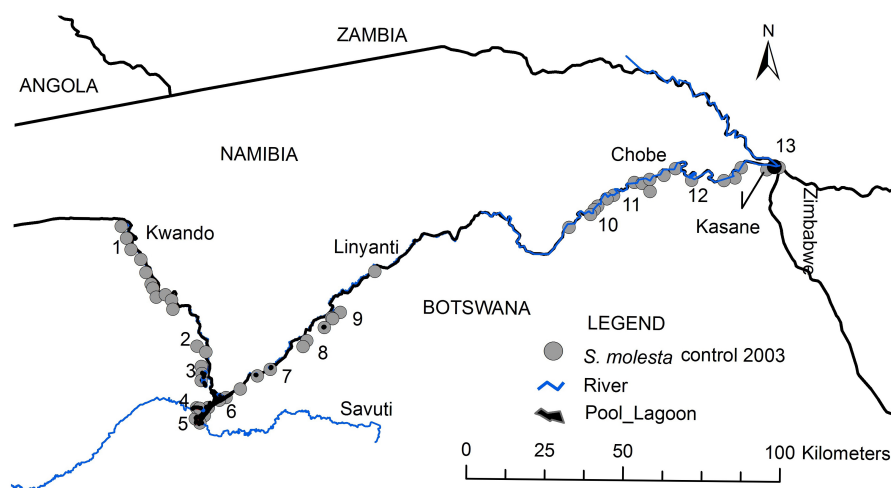 ZAMBIA
N
ANGOLA
NAMIBIA
Chobe
13
Kwando
1
Linyanti
11
12
10
Kasane
Zimbabwe
BOTSWANA
9
2
8
3
7
4
6
5
Savuti
LEGEND
S. molesta control 2003
River
Pool_Lagoon
0 25 50 100 Kilometers